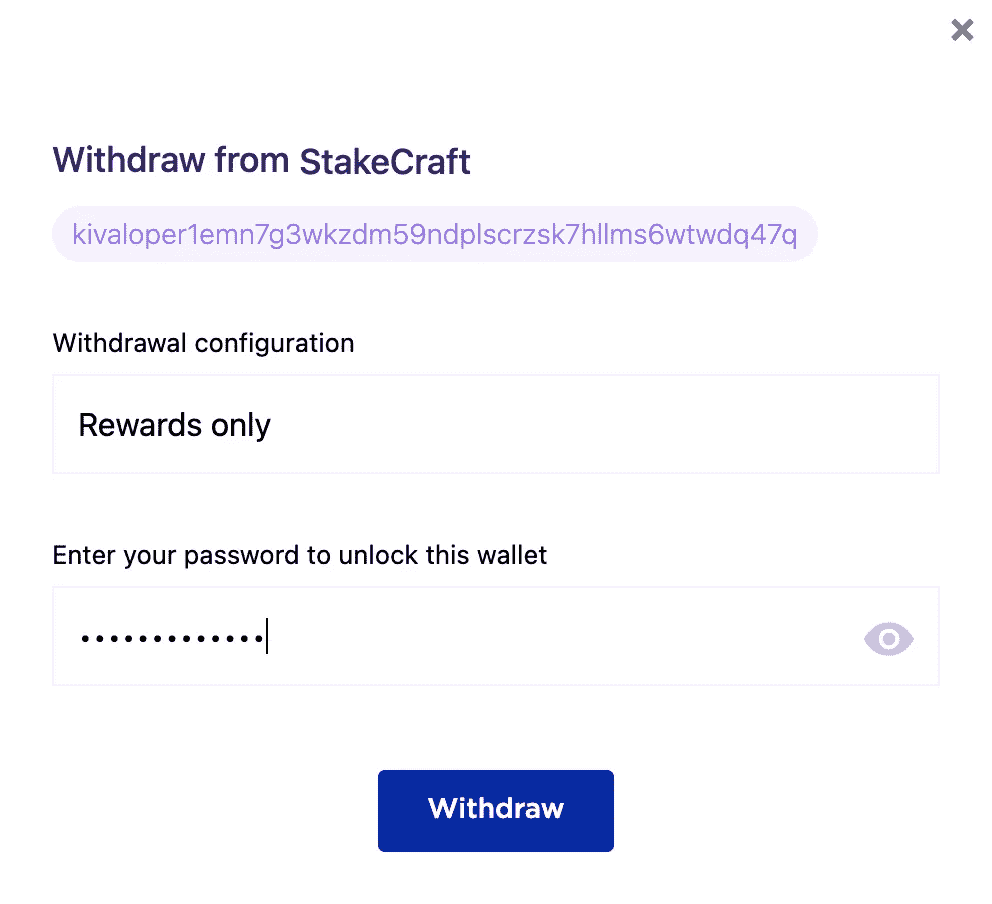 Withdraw from StakeCraft
kivaloper1emn7g3wkzdm59ndplscrzsk7hllms6wtwdq47q
Withdrawal configuration
Rewards only
Enter your password to unlock this wallet
•••••••••••••
Withdraw